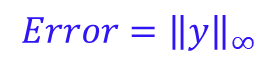 Error = ‖y‖∞